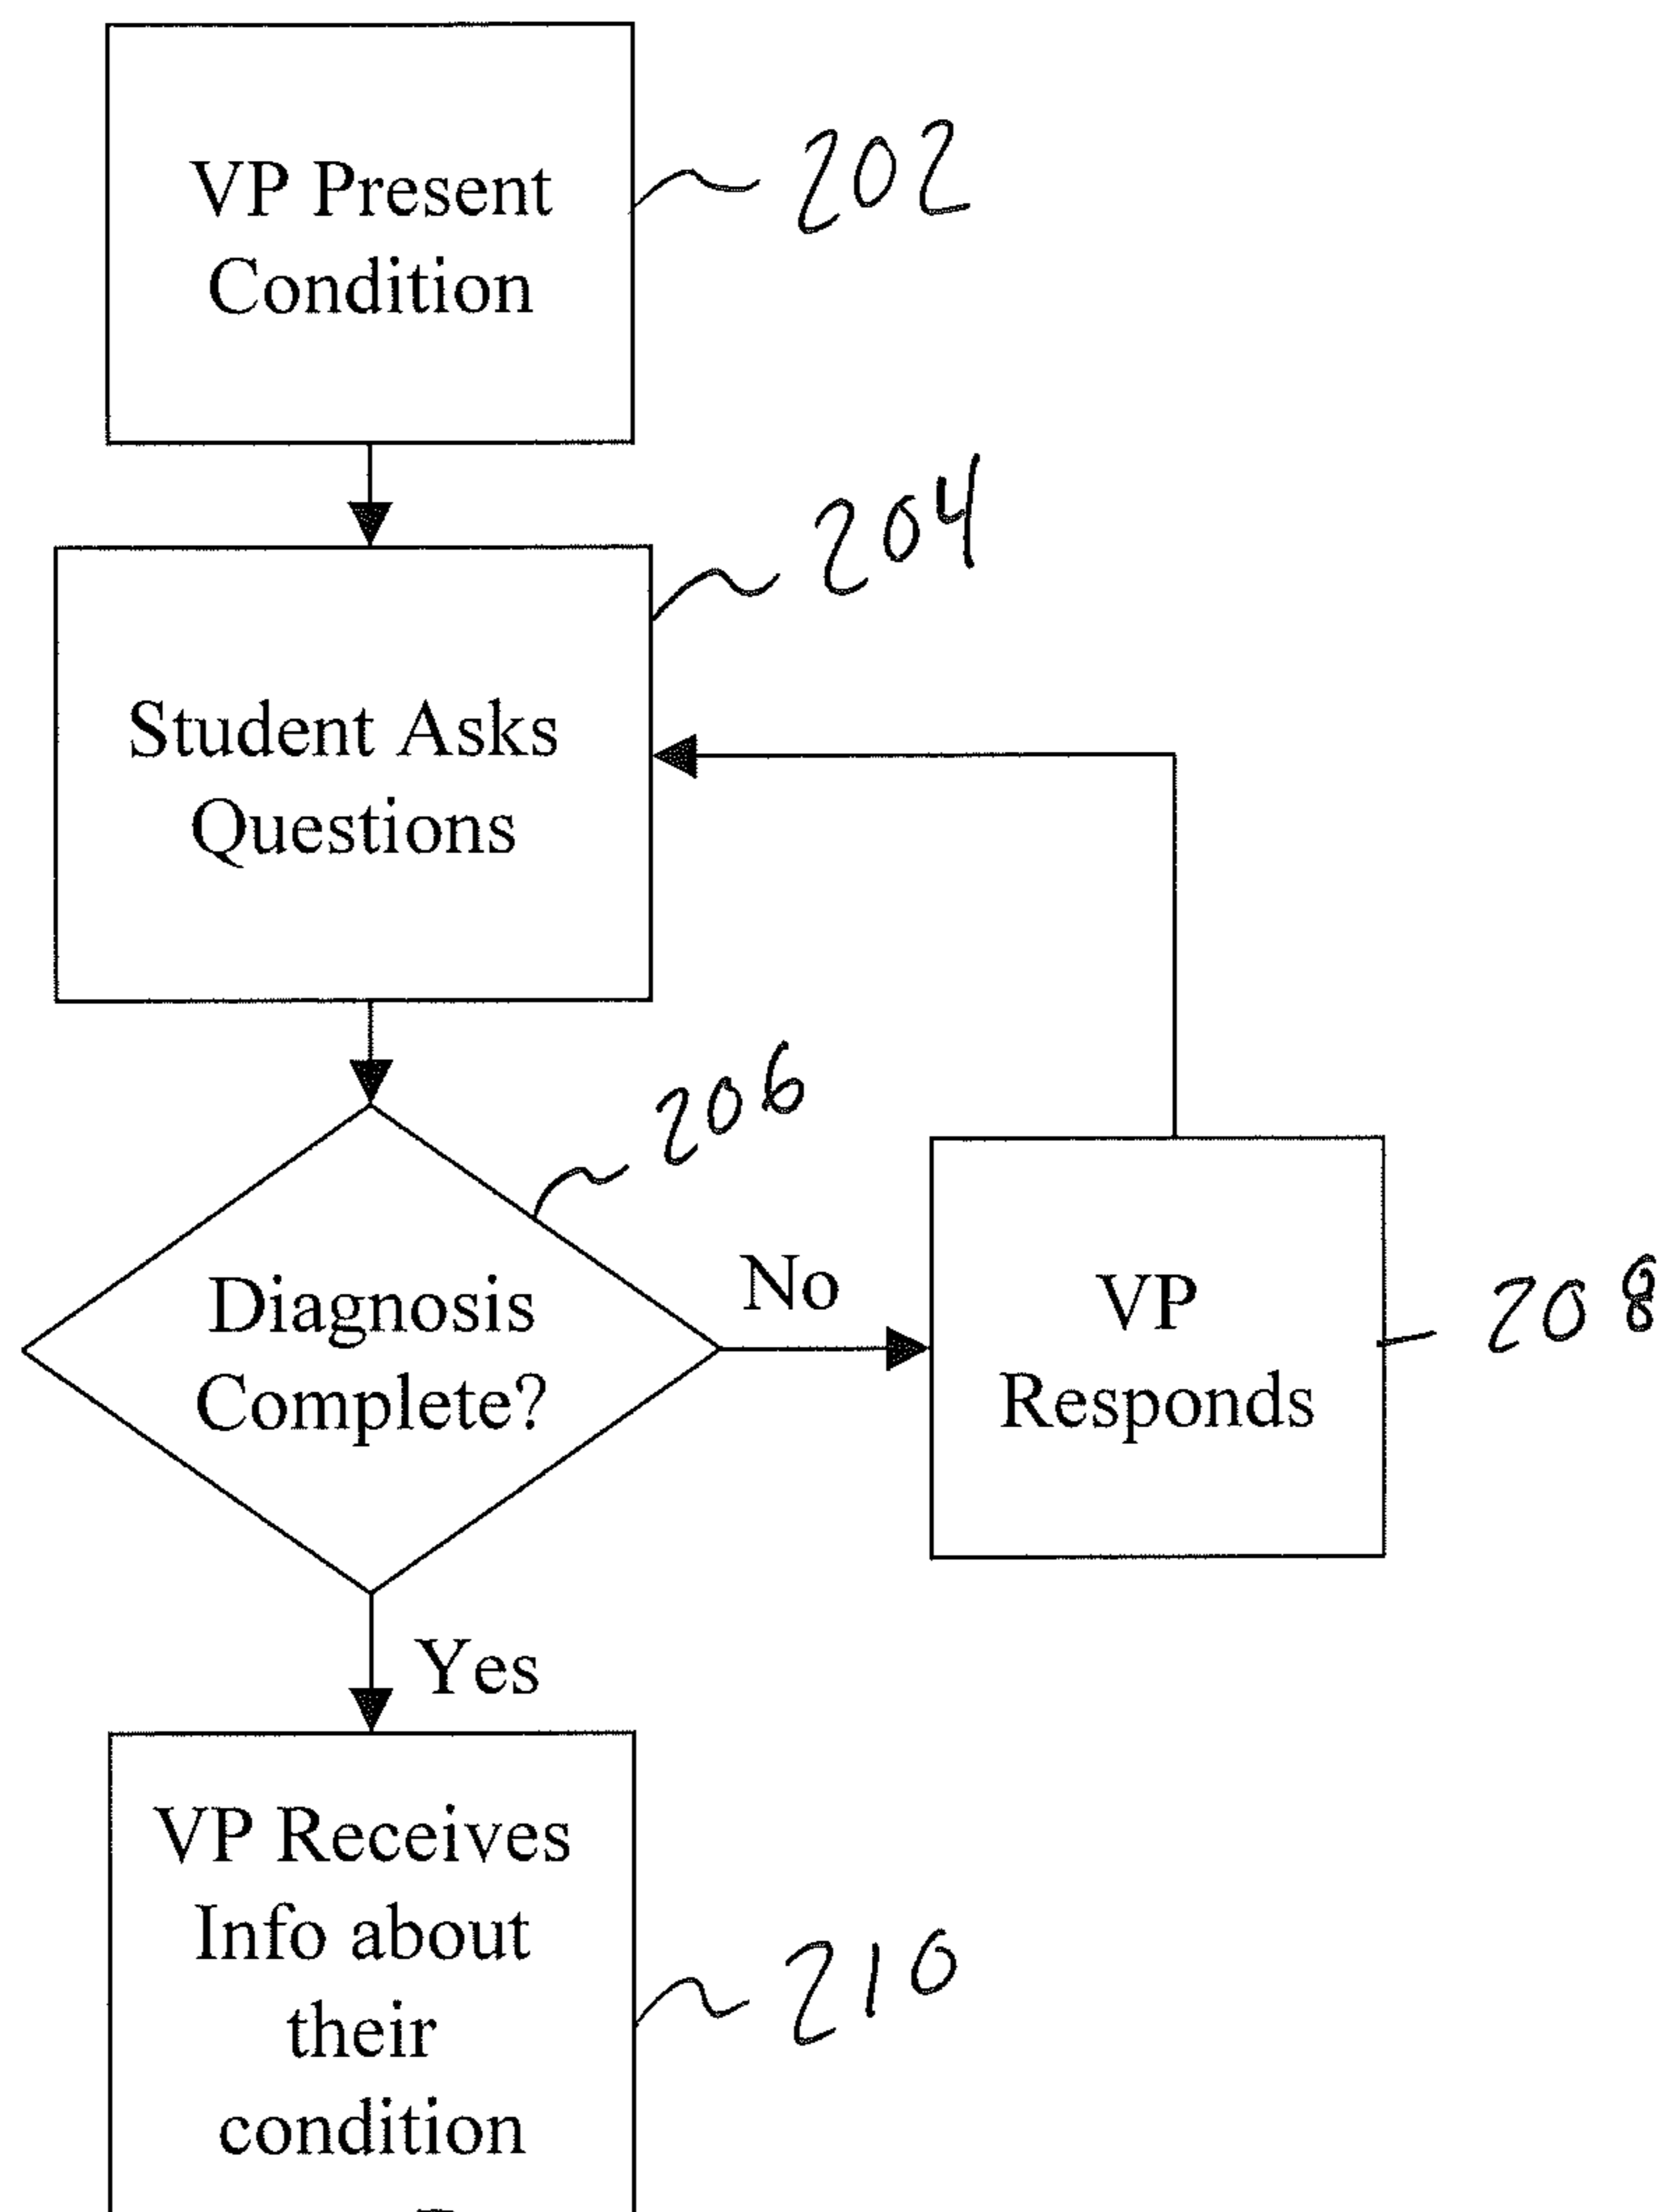 VP Present
Condition
202
204
Student Asks
Questions
206
Diagnosis
Complete?
No
VP
Responds
208
Yes
VP Receives
Info about
their
condition
210